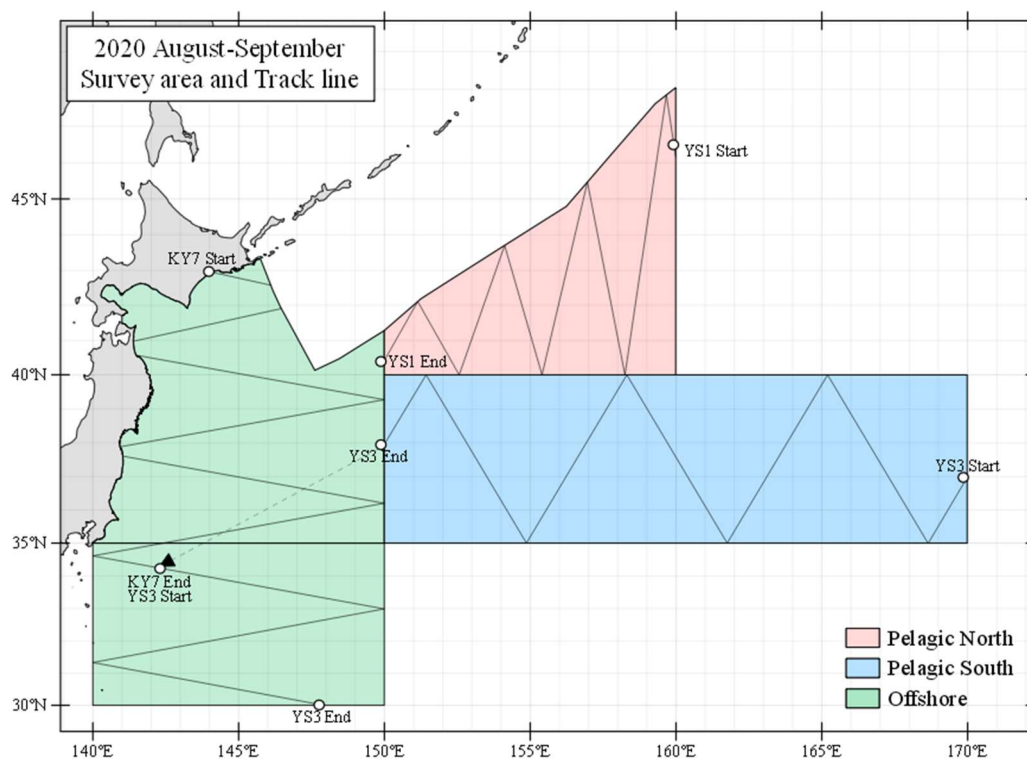 2020 August-September
Survey area and Track line
YS1 Start
45°N
KY7 Start
40°N
YS1 End
YS3 End
YS3 Start
35°N
KY7 End
YS3 Start
Pelagic North
Pelagic South
Offshore
30°N
YS3 End
140°E
145°E
150°E
155°E
160°E
165°E
170°E